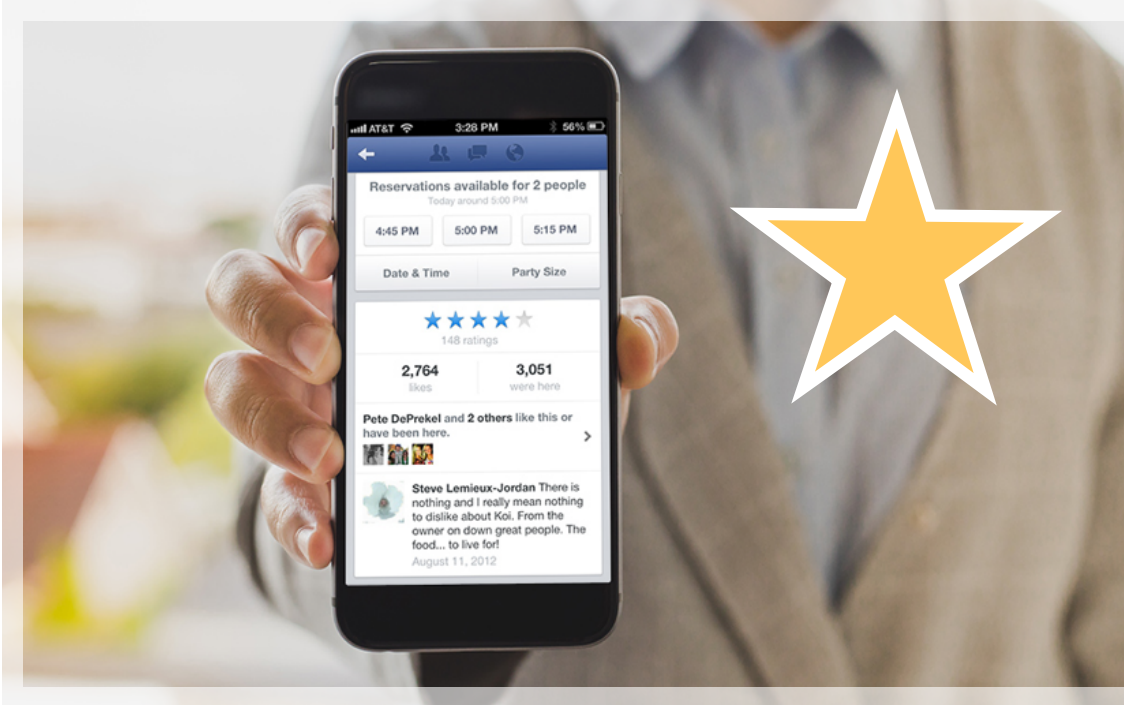 AT&T 3:28 PM 56%
Reservations available for 2 people
Today around 5:00 PM
4:45 PM 5:00 PM 5:15 PM
Date & Time Party Size
148 ratings
2,764 3,051
likes were here
Pete DePrekel and 2 others like this or
have been here.
Steve Lemieux-Jordan There is
nothing and I really mean nothing
to dislike about Koi. From the
owner on down great people. The
food... to live for!
August 11, 2012